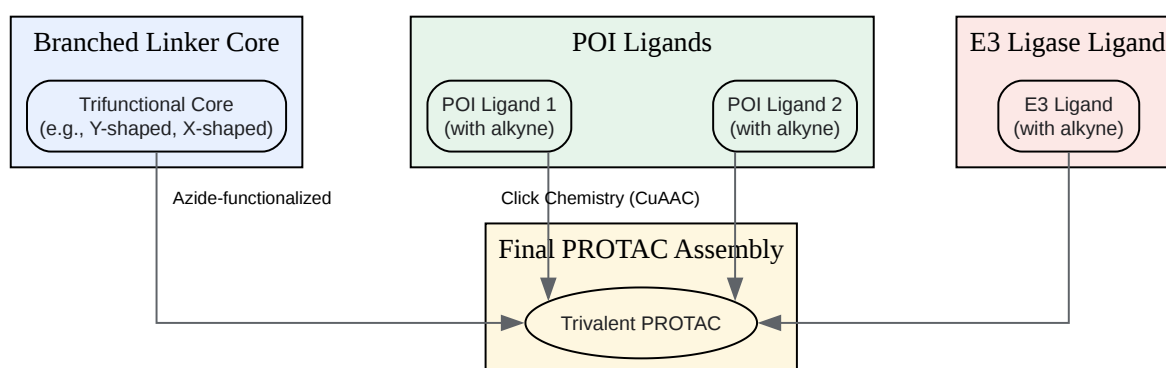 Branched Linker Core
POI Ligands
E3 Ligase Ligand
Trifunctional Core
(e.g., Y-shaped, X-shaped)
POI Ligand 1
(with alkyne)
POI Ligand 2
(with alkyne)
E3 Ligand
(with alkyne)
Azide-functionalized
Click Chemistry (CuAAC)
Final PROTAC Assembly
Trivalent PROTAC